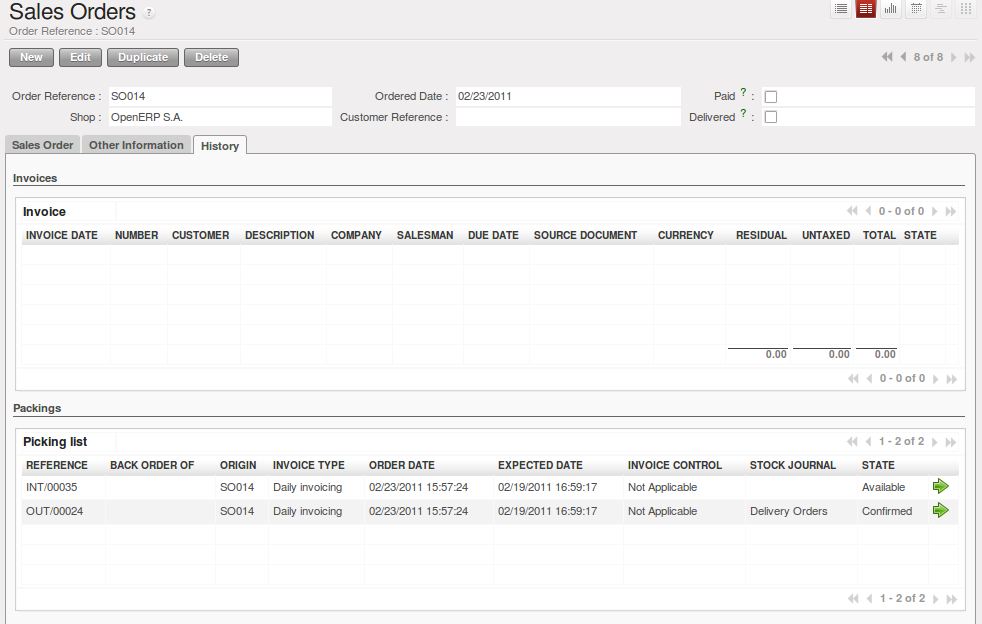 Sales Orders ?
Order Reference : SO014
New Edit Duplicate Delete 8 of 8
Order Reference : SO014 Ordered Date : 02/23/2011 Paid ? :
Shop : OpenERP S.A. Customer Reference : Delivered ? :
Sales Order Other Information History
Invoices
Invoice 0 - 0 of 0
INVOICE DATE NUMBER CUSTOMER DESCRIPTION COMPANY SALESMAN DUE DATE SOURCE DOCUMENT CURRENCY RESIDUAL UNTAXED TOTAL STATE
0.00 0.00 0.00
0 - 0 of 0
Packings
Picking list 1 - 2 of 2
REFERENCE BACK ORDER OF ORIGIN INVOICE TYPE ORDER DATE EXPECTED DATE INVOICE CONTROL STOCK JOURNAL STATE
INT/00035 SO014 Daily invoicing 02/23/2011 15:57:24 02/19/2011 16:59:17 Not Applicable Available
OUT/00024 SO014 Daily invoicing 02/23/2011 15:57:24 02/19/2011 16:59:17 Not Applicable Delivery Orders Confirmed
1 - 2 of 2